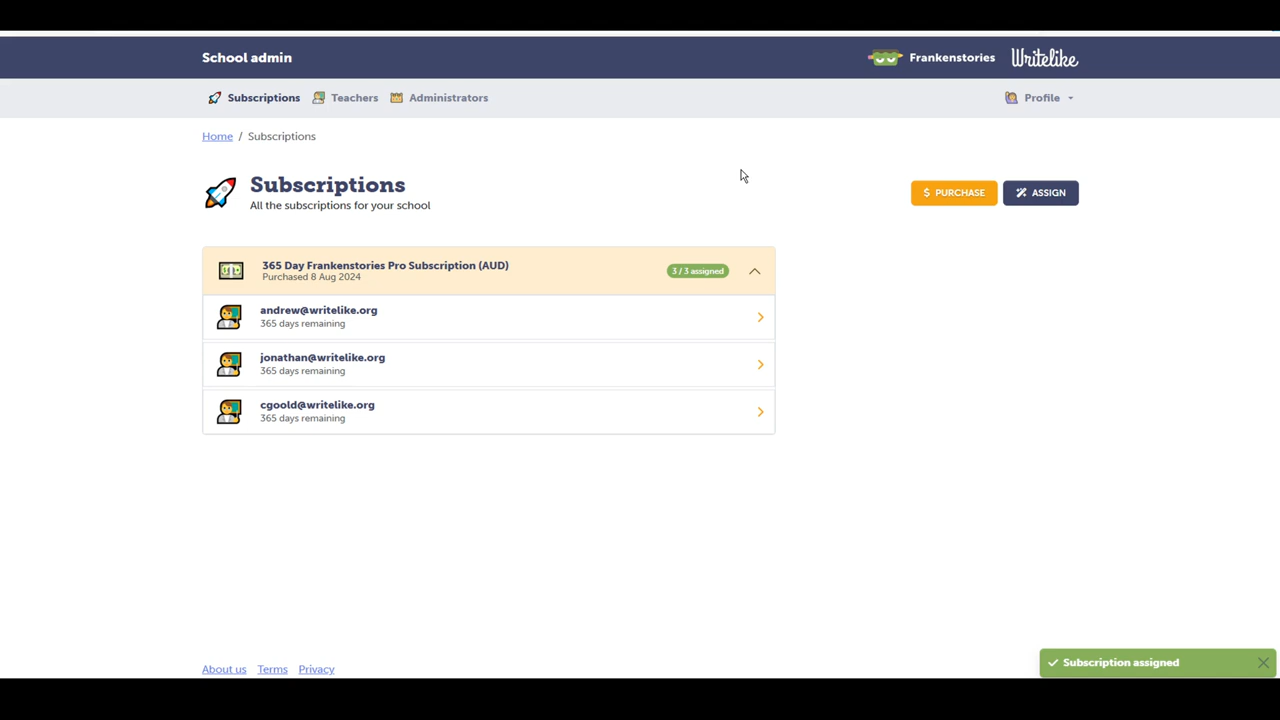 School admin
Frankenstories
Writelike
Subscriptions
Teachers
Administrators
Profile
Home / Subscriptions
Subscriptions
All the subscriptions for your school
$ PURCHASE
ASSIGN
365 Day Frankenstories Pro Subscription (AUD)
Purchased 8 Aug 2024
3 / 3 assigned
andrew@writelike.org
365 days remaining
jonathan@writelike.org
365 days remaining
cgoold@writelike.org
365 days remaining
About us
Terms
Privacy
Subscription assigned